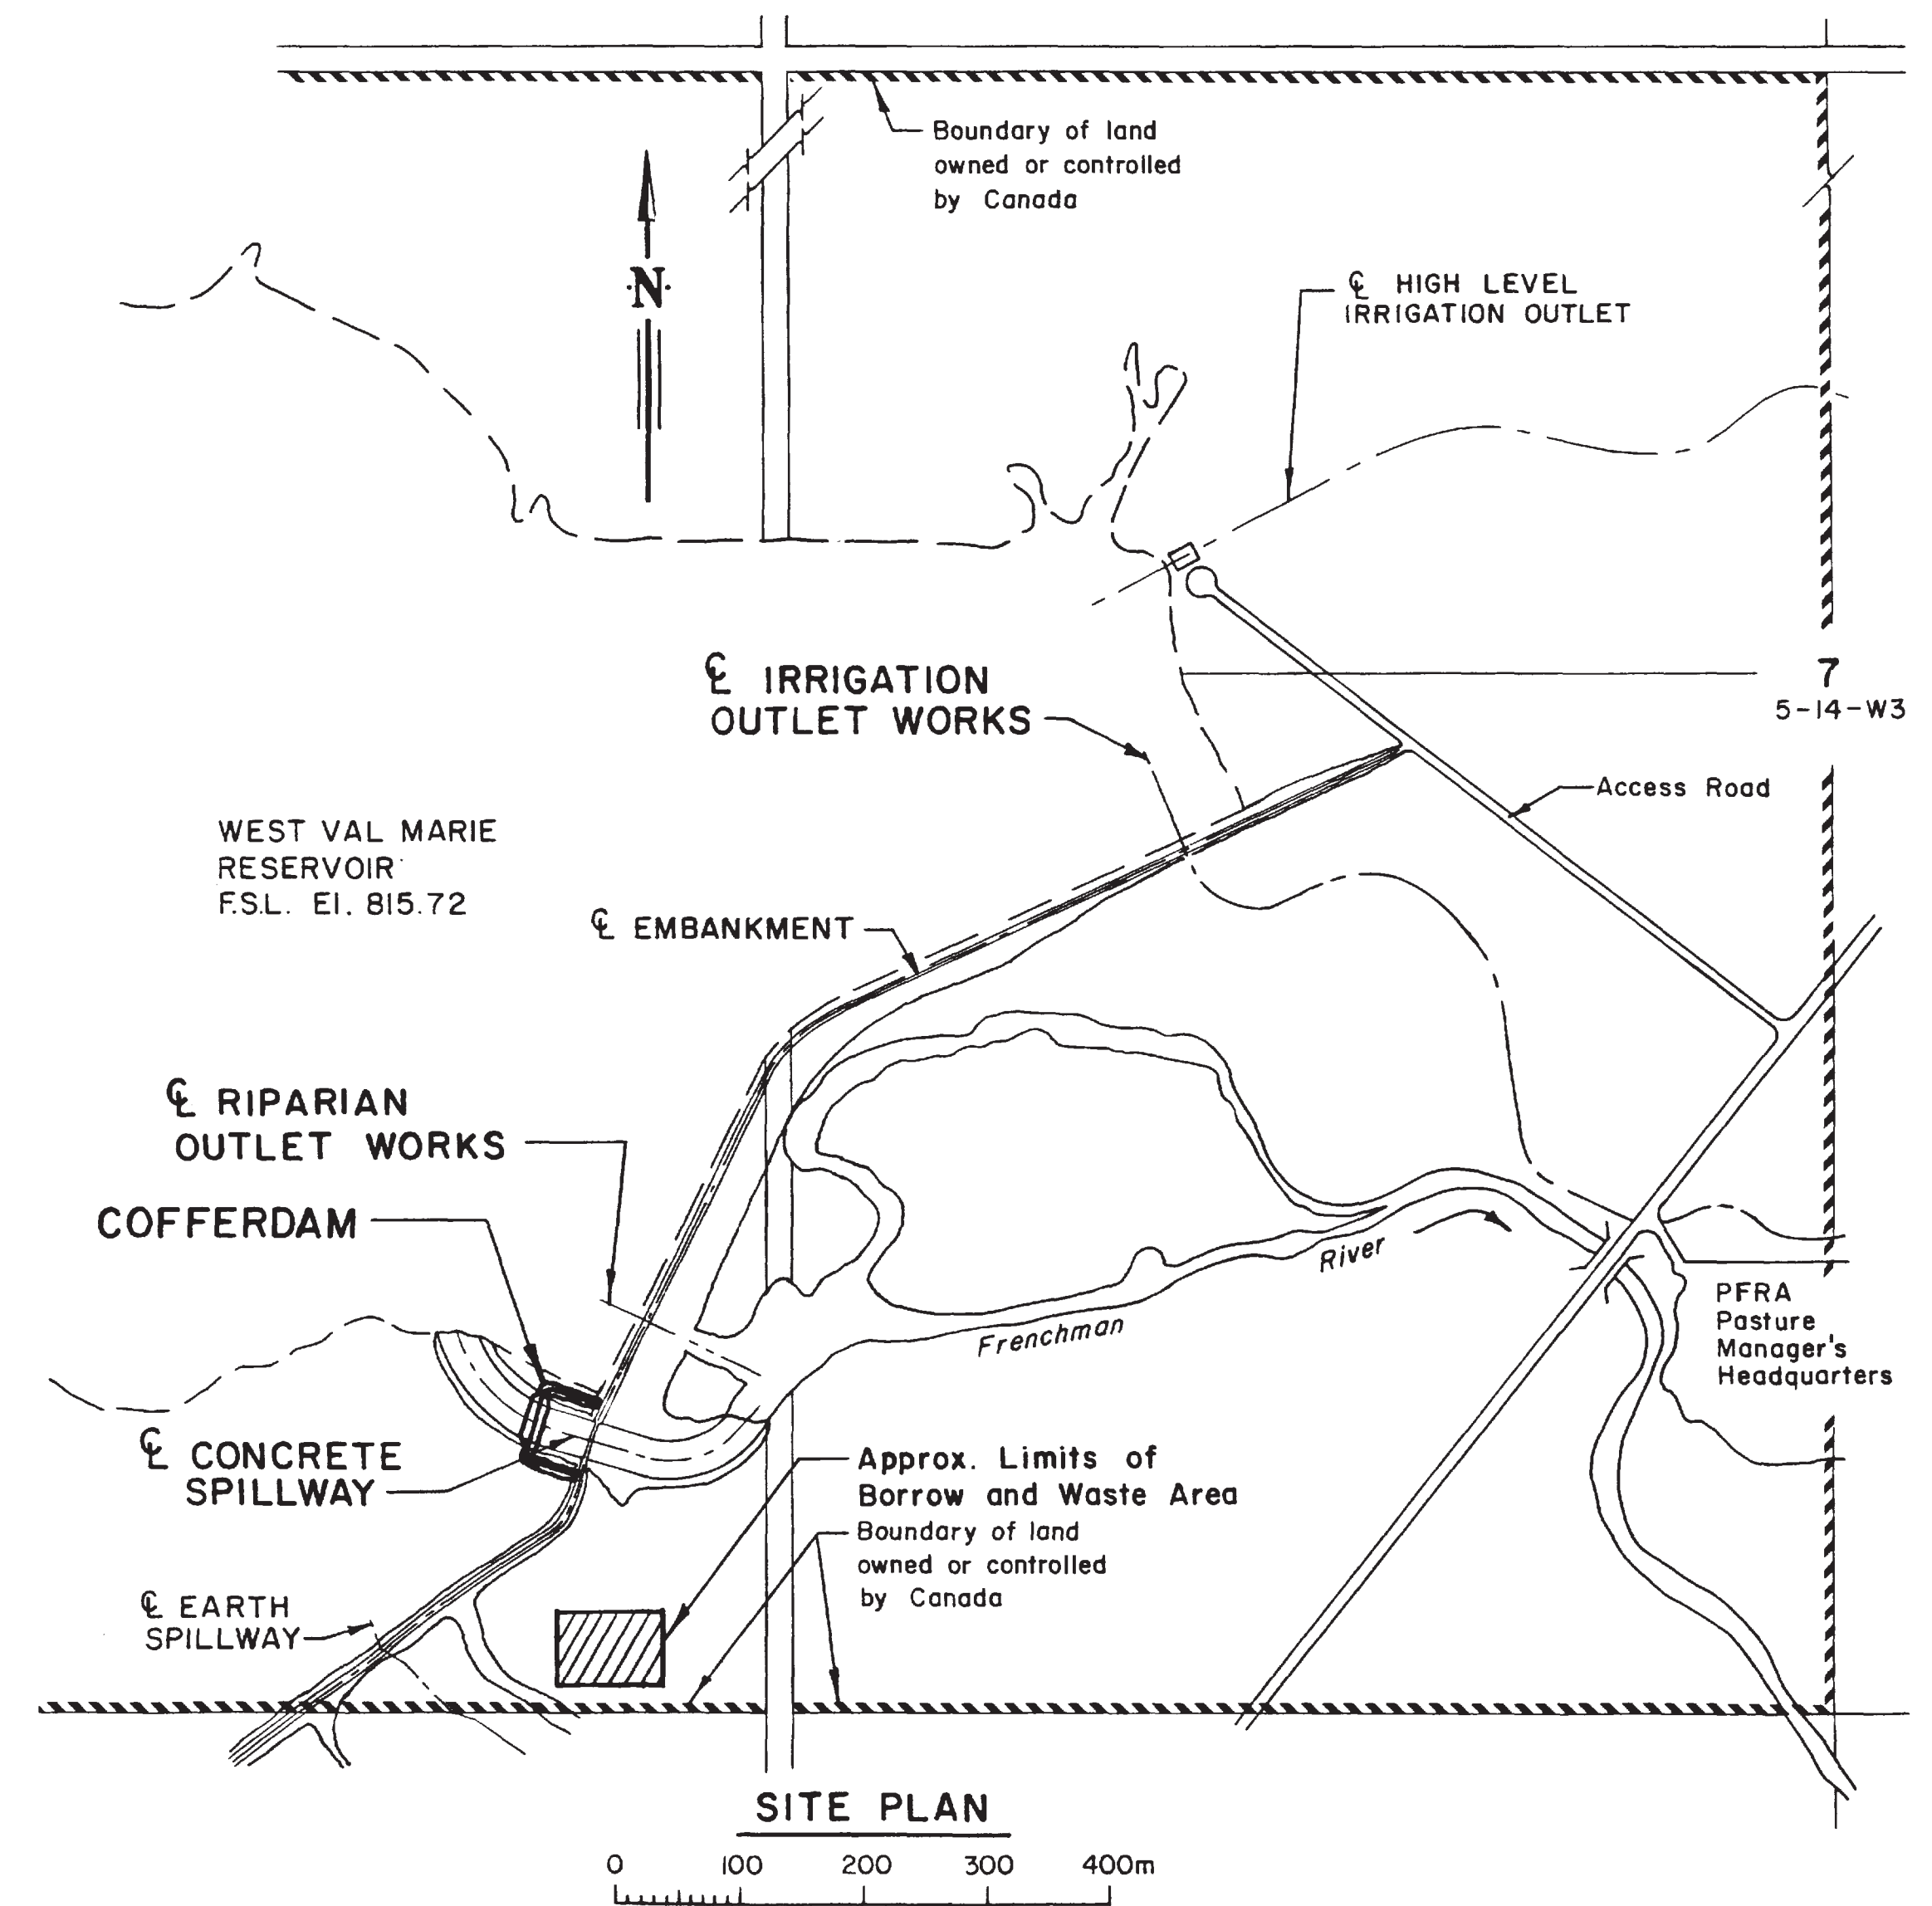 Boundary of land
owned or controlled
by Canada
N
℄ HIGH LEVEL
IRRIGATION OUTLET
℄ IRRIGATION
OUTLET WORKS
7
5-14-W3
Access Road
WEST VAL MARIE
RESERVOIR
F.S.L. El. 815.72
℄ EMBANKMENT
℄ RIPARIAN
OUTLET WORKS
COFFERDAM
River
Frenchman
PFRA
Pasture
Manager's
Headquarters
℄ CONCRETE
SPILLWAY
Approx. Limits of
Borrow and Waste Area
Boundary of land
owned or controlled
by Canada
℄ EARTH
SPILLWAY
SITE PLAN
0 100 200 300 400m